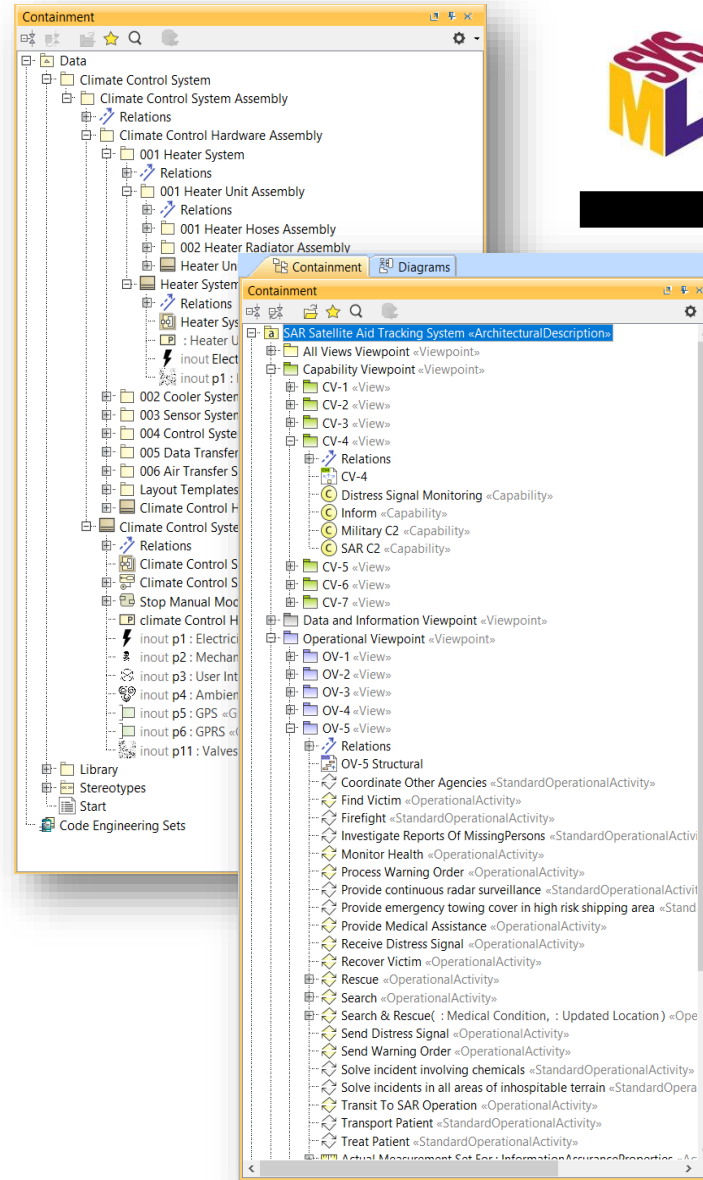 Containment
Data
Climate Control System
Climate Control System Assembly
Relations
Climate Control Hardware Assembly
001 Heater System
Relations
001 Heater Unit Assembly
Relations
001 Heater Hoses Assembly
002 Heater Radiator Assembly
Heater Un
Heater System
Relations
Heater Sys
P : Heater U
inout Elect
inout p1 :
002 Cooler System
003 Sensor System
004 Control Syste
005 Data Transfer
006 Air Transfer S
Layout Templates
Climate Control H
Climate Control Syste
Relations
Climate Control S
Climate Control S
Stop Manual Mod
P climate Control H
inout p1 : Electrici
inout p2 : Mechan
inout p3 : User Int
inout p4 : Ambien
inout p5 : GPS «G
inout p6 : GPRS «
inout p11 : Valves
Library
Stereotypes
Start
Code Engineering Sets
SYS
ML
Containment Diagrams
Containment
a SAR Satellite Aid Tracking System «ArchitecturalDescription»
All Views Viewpoint «Viewpoint»
Capability Viewpoint «Viewpoint»
CV-1 «View»
CV-2 «View»
CV-3 «View»
CV-4 «View»
Relations
CV-4
C Distress Signal Monitoring «Capability»
C Inform «Capability»
C Military C2 «Capability»
C SAR C2 «Capability»
CV-5 «View»
CV-6 «View»
CV-7 «View»
Data and Information Viewpoint «Viewpoint»
Operational Viewpoint «Viewpoint»
OV-1 «View»
OV-2 «View»
OV-3 «View»
OV-4 «View»
OV-5 «View»
Relations
OV-5 Structural
Coordinate Other Agencies «StandardOperationalActivity»
Find Victim «OperationalActivity»
Firefight «StandardOperationalActivity»
Investigate Reports Of MissingPersons «StandardOperationalActivi
Monitor Health «OperationalActivity»
Process Warning Order «OperationalActivity»
Provide continuous radar surveillance «StandardOperationalActivit
Provide emergency towing cover in high risk shipping area «Stand
Provide Medical Assistance «OperationalActivity»
Receive Distress Signal «OperationalActivity»
Recover Victim «OperationalActivity»
Rescue «OperationalActivity»
Search «OperationalActivity»
Search & Rescue( : Medical Condition, : Updated Location ) «Ope
Send Distress Signal «OperationalActivity»
Send Warning Order «OperationalActivity»
Solve incident involving chemicals «StandardOperationalActivity»
Solve incidents in all areas of inhospitable terrain «StandardOpera
Transit To SAR Operation «OperationalActivity»
Transport Patient «StandardOperationalActivity»
Treat Patient «StandardOperationalActivity»
Actual Measurement Set For : InformationAssuranceProperties «Ac